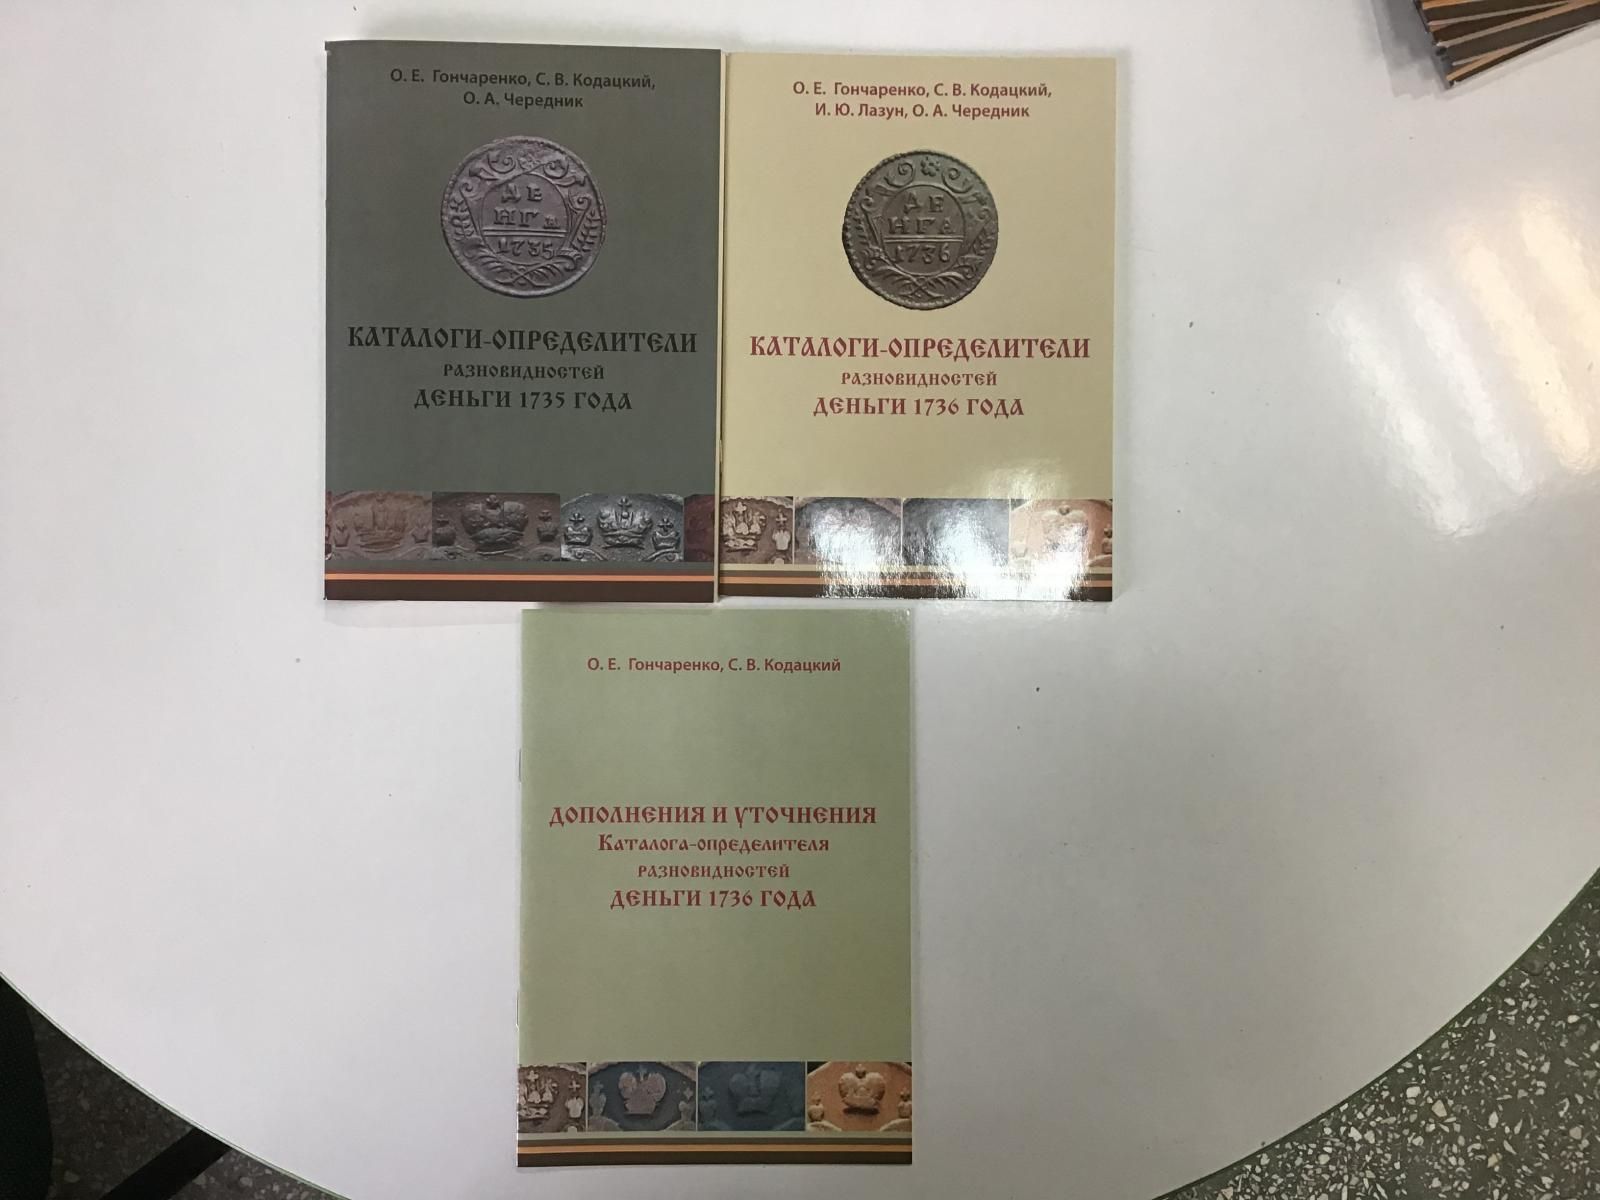 О. Е. Гончаренко, С. В. Кодацкий,
О. А. Чередник
ДЕ
НГА
1735
КАТАЛОГИ-ОПРЕДЕЛИТЕЛИ
РАЗНОВИДНОСТЕЙ
ДЕНЬГИ 1735 ГОДА
О. Е. Гончаренко, С. В. Кодацкий,
И. Ю. Лазун, О. А. Чередник
ДЕ
НГА
1736
КАТАЛОГИ-ОПРЕДЕЛИТЕЛИ
РАЗНОВИДНОСТЕЙ
ДЕНЬГИ 1736 ГОДА
О. Е. Гончаренко, С. В. Кодацкий
ДОПОЛНЕНИЯ И УТОЧНЕНИЯ
Каталога-определителя
РАЗНОВИДНОСТЕЙ
ДЕНЬГИ 1736 ГОДА